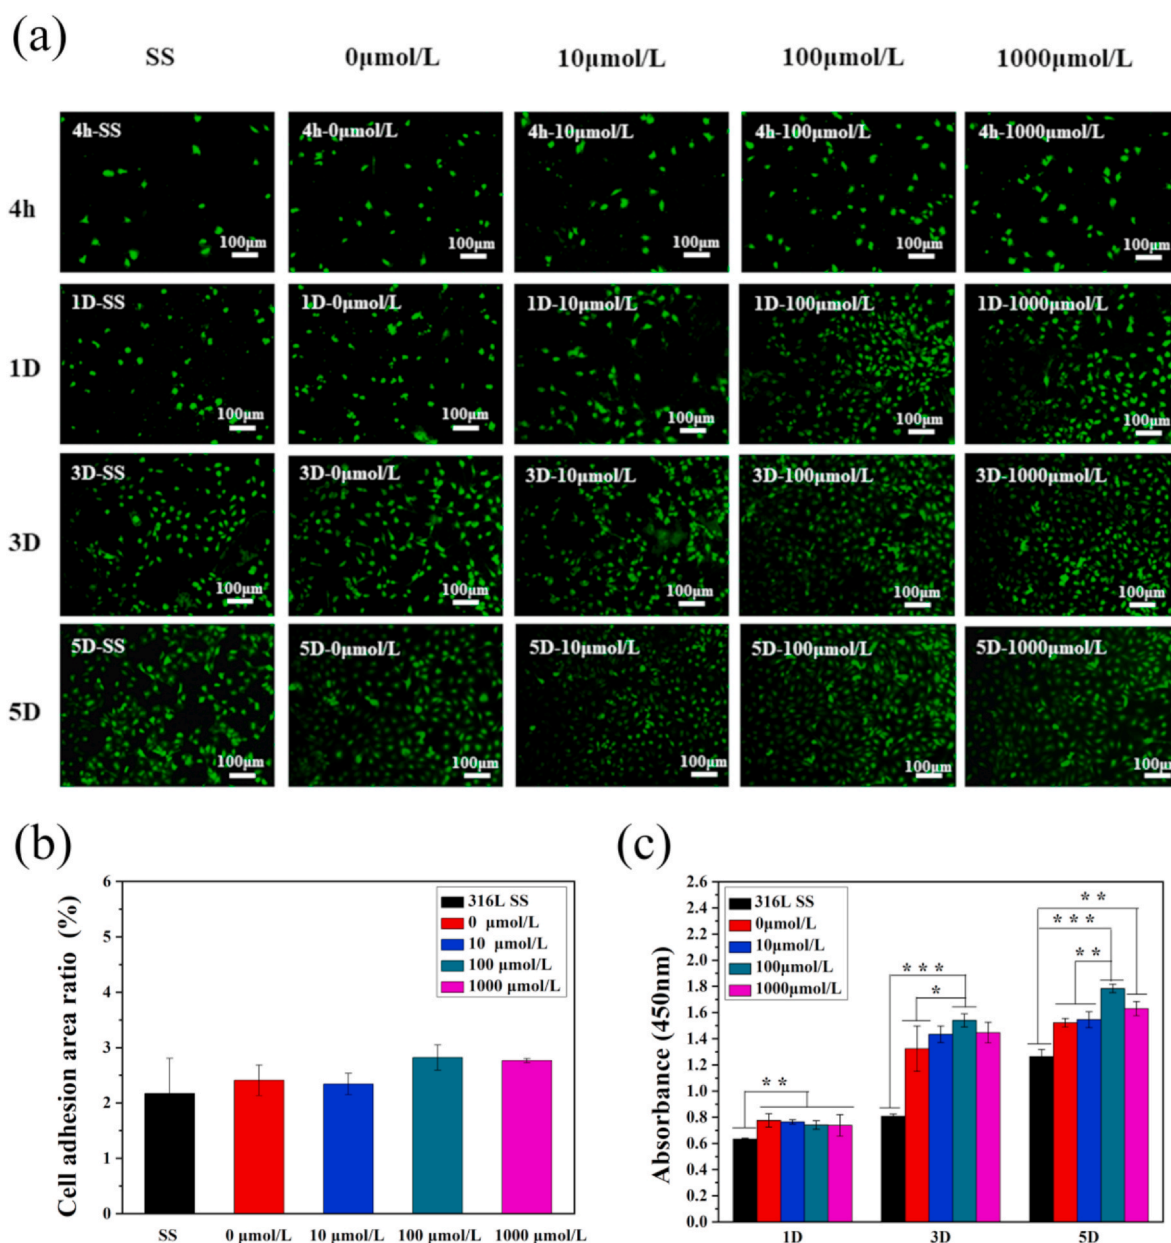 (a)
SS 0μmol/L 10μmol/L 100μmol/L 1000μmol/L
4h
4h-SS 4h-0μmol/L 4h-10μmol/L 4h-100μmol/L 4h-1000μmol/L
100μm 100μm 100μm 100μm 100μm
1D
1D-SS 1D-0μmol/L 1D-10μmol/L 1D-100μmol/L 1D-1000μmol/L
100μm 100μm 100μm 100μm 100μm
3D
3D-SS 3D-0μmol/L 3D-10μmol/L 3D-100μmol/L 3D-1000μmol/L
100μm 100μm 100μm 100μm 100μm
5D
5D-SS 5D-0μmol/L 5D-10μmol/L 5D-100μmol/L 5D-1000μmol/L
100μm 100μm 100μm 100μm 100μm
(b)
Cell adhesion area ratio (%)
6
5
4
3
2
1
0
316L SS
0 μmol/L
10 μmol/L
100 μmol/L
1000 μmol/L
SS 0 μmol/L 10 μmol/L 100 μmol/L 1000 μmol/L
(c)
Absorbance (450nm)
2.6
2.4
2.2
2.0
1.8
1.6
1.4
1.2
1.0
0.8
0.6
0.4
0.2
0.0
316L SS
0μmol/L
10μmol/L
100μmol/L
1000μmol/L
* *
* * *
*
* *
* * *
* *
1D 3D 5D